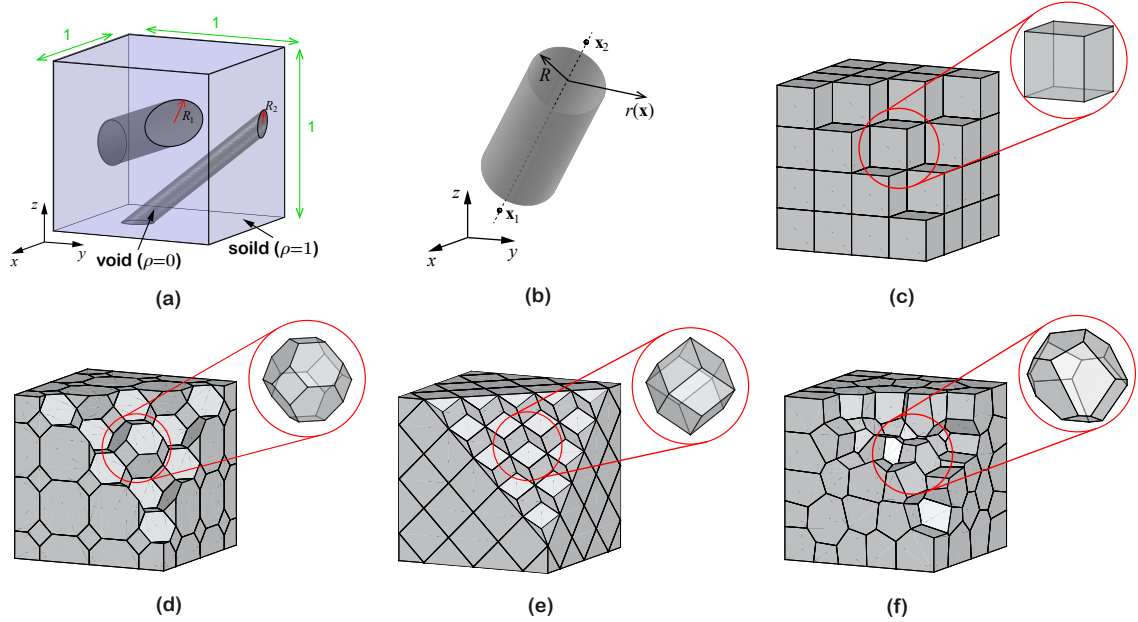 1
1
1
R₁
R₂
z
x
y
void (ρ=0)
soild (ρ=1)
(a)
x₂
R
r(x)
x₁
z
x
y
(b)
(c)
(d)
(e)
(f)